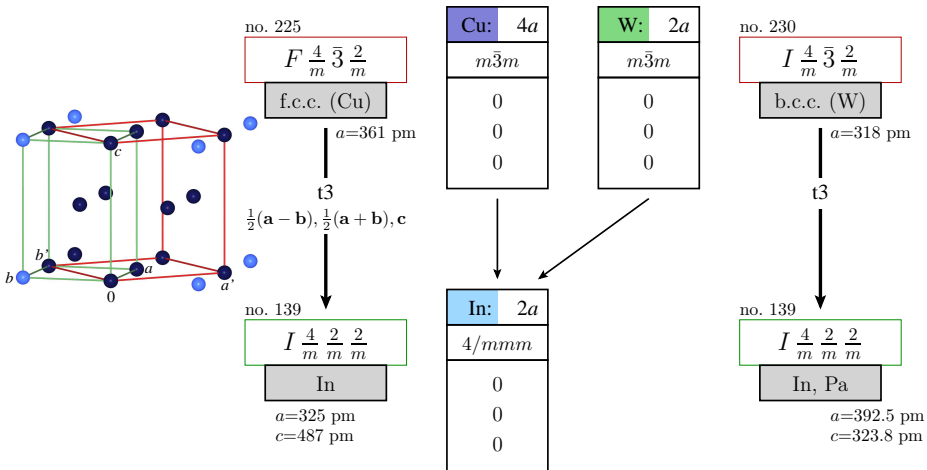 no. 225
F 4/m 3̄ 2/m
f.c.c. (Cu)
a=361 pm
t3
½(a − b), ½(a + b), c
no. 139
I 4/m 2/m 2/m
In
a=325 pm
c=487 pm
c
b'
b
a
0
a'
Cu: 4a
m3̄m
0
0
0
W: 2a
m3̄m
0
0
0
In: 2a
4/mmm
0
0
0
no. 230
I 4/m 3̄ 2/m
b.c.c. (W)
a=318 pm
t3
no. 139
I 4/m 2/m 2/m
In, Pa
a=392.5 pm
c=323.8 pm